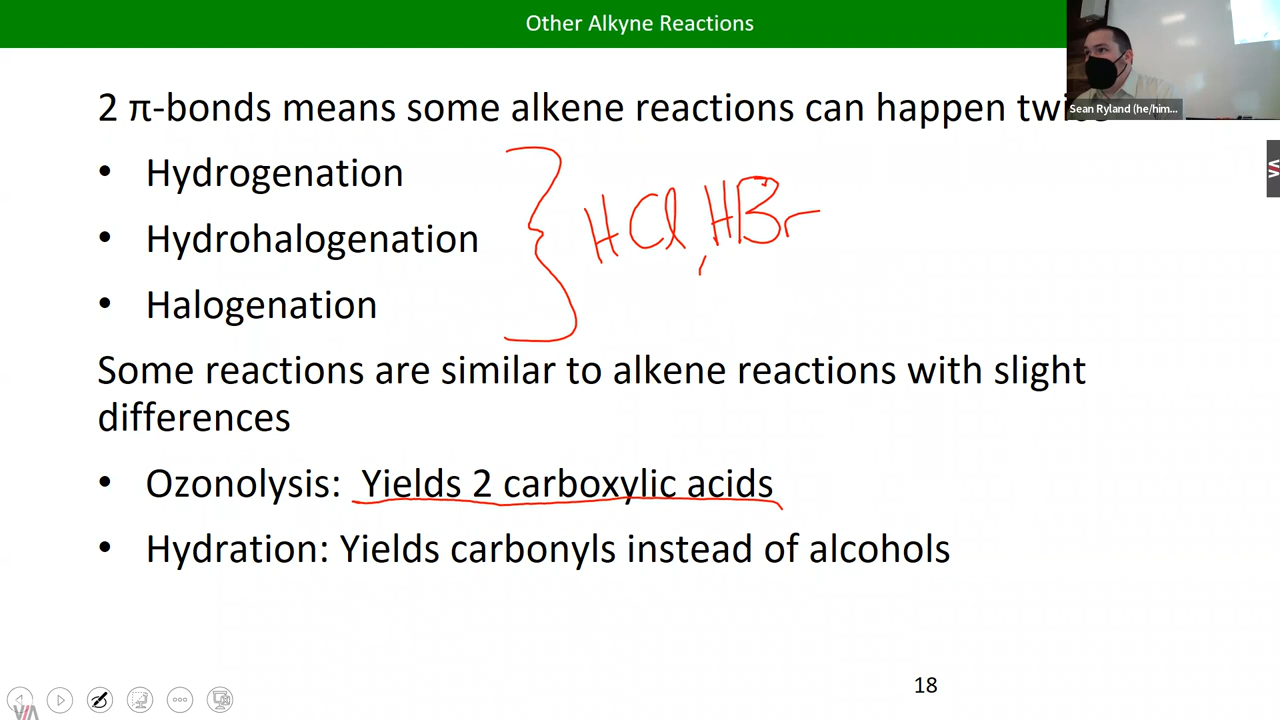 Other Alkyne Reactions
Sean Ryland (he/him...
2 π-bonds means some alkene reactions can happen
• Hydrogenation
• Hydrohalogenation
• Halogenation
HCl, HBr
Some reactions are similar to alkene reactions with slight
differences
• Ozonolysis: Yields 2 carboxylic acids
• Hydration: Yields carbonyls instead of alcohols
18